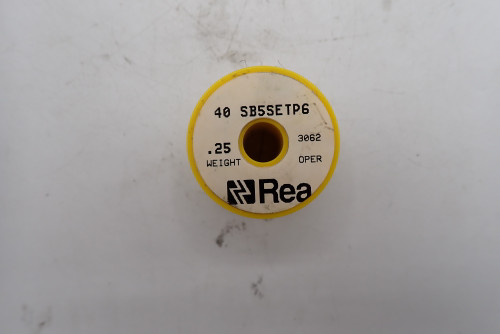 40 SB5SETP6
.25 3062
WEIGHT OPER
Rea